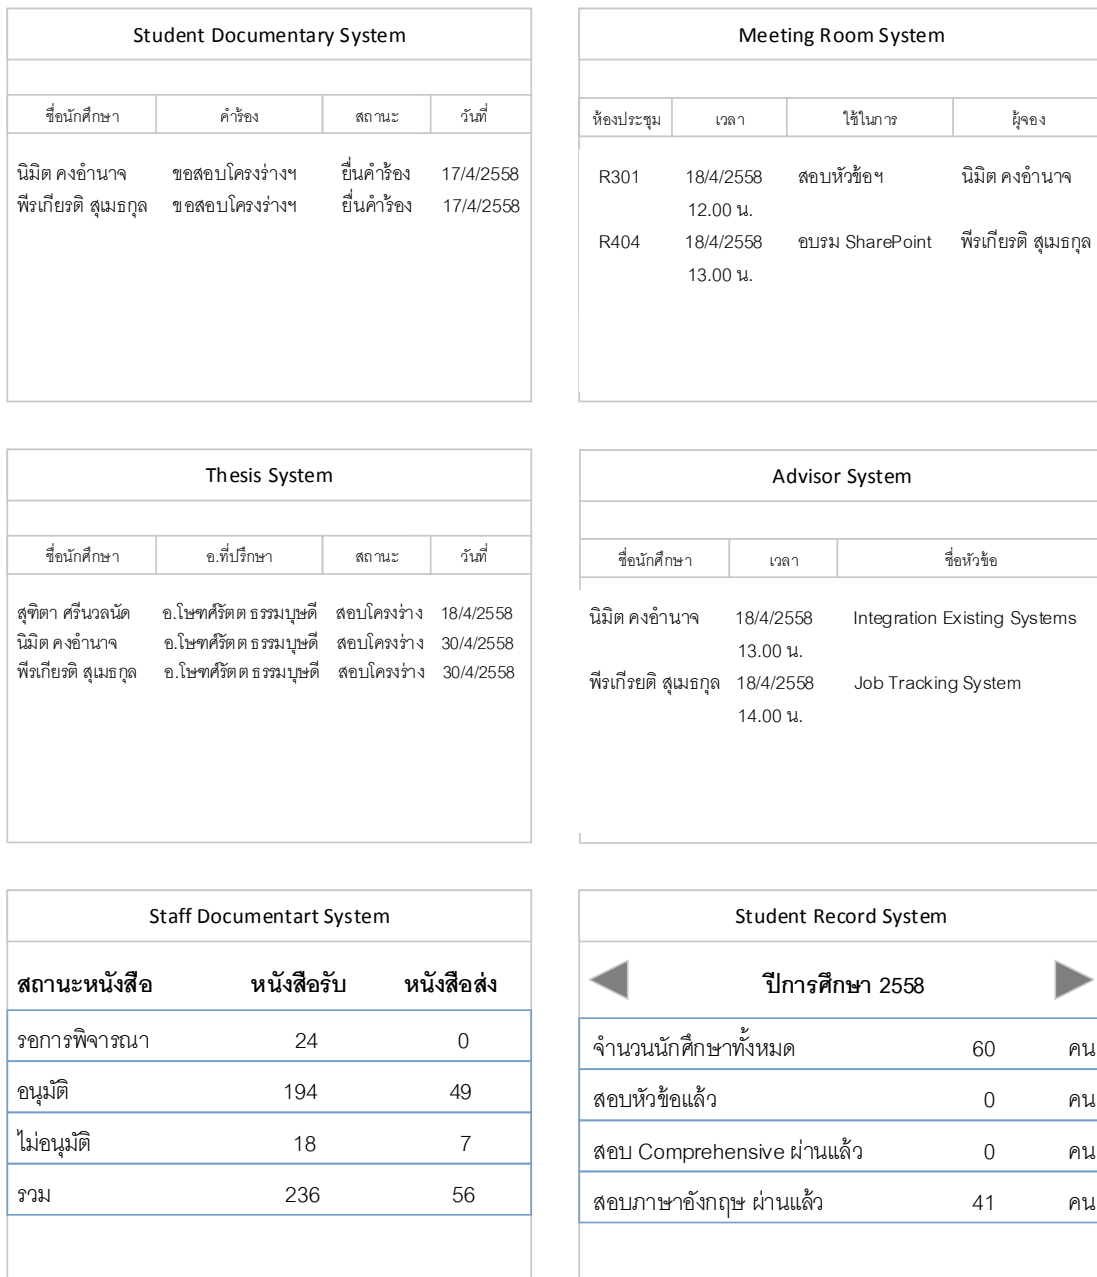 Student Documentary System
ชื่อนักศึกษา คำร้อง สถานะ วันที่
นิมิต คงอำนาจ ขอสอบโครงร่างฯ ยื่นคำร้อง 17/4/2558
พีรเกียรติ สุเมธกุล ขอสอบโครงร่างฯ ยื่นคำร้อง 17/4/2558
Meeting Room System
ห้องประชุม เวลา ใช้ในการ ผู้จอง
R301 18/4/2558 สอบหัวข้อฯ นิมิต คงอำนาจ
12.00 น.
R404 18/4/2558 อบรม SharePoint พีรเกียรติ สุเมธกุล
13.00 น.
Thesis System
ชื่อนักศึกษา อ.ที่ปรึกษา สถานะ วันที่
สุฑิตา ศรีนวลนัด อ.โษฑศ์รัตต ธรรมบุษดี สอบโครงร่าง 18/4/2558
นิมิต คงอำนาจ อ.โษฑศ์รัตต ธรรมบุษดี สอบโครงร่าง 30/4/2558
พีรเกียรติ สุเมธกุล อ.โษฑศ์รัตต ธรรมบุษดี สอบโครงร่าง 30/4/2558
Advisor System
ชื่อนักศึกษา เวลา ชื่อหัวข้อ
นิมิต คงอำนาจ 18/4/2558 Integration Existing Systems
13.00 น.
พีรเกีรยติ สุเมธกุล 18/4/2558 Job Tracking System
14.00 น.
Staff Documentart System
สถานะหนังสือ หนังสือรับ หนังสือส่ง
รอการพิจารณา 24 0
อนุมัติ 194 49
ไม่อนุมัติ 18 7
รวม 236 56
Student Record System
ปีการศึกษา 2558
จำนวนนักศึกษาทั้งหมด 60 คน
สอบหัวข้อแล้ว 0 คน
สอบ Comprehensive ผ่านแล้ว 0 คน
สอบภาษาอังกฤษ ผ่านแล้ว 41 คน